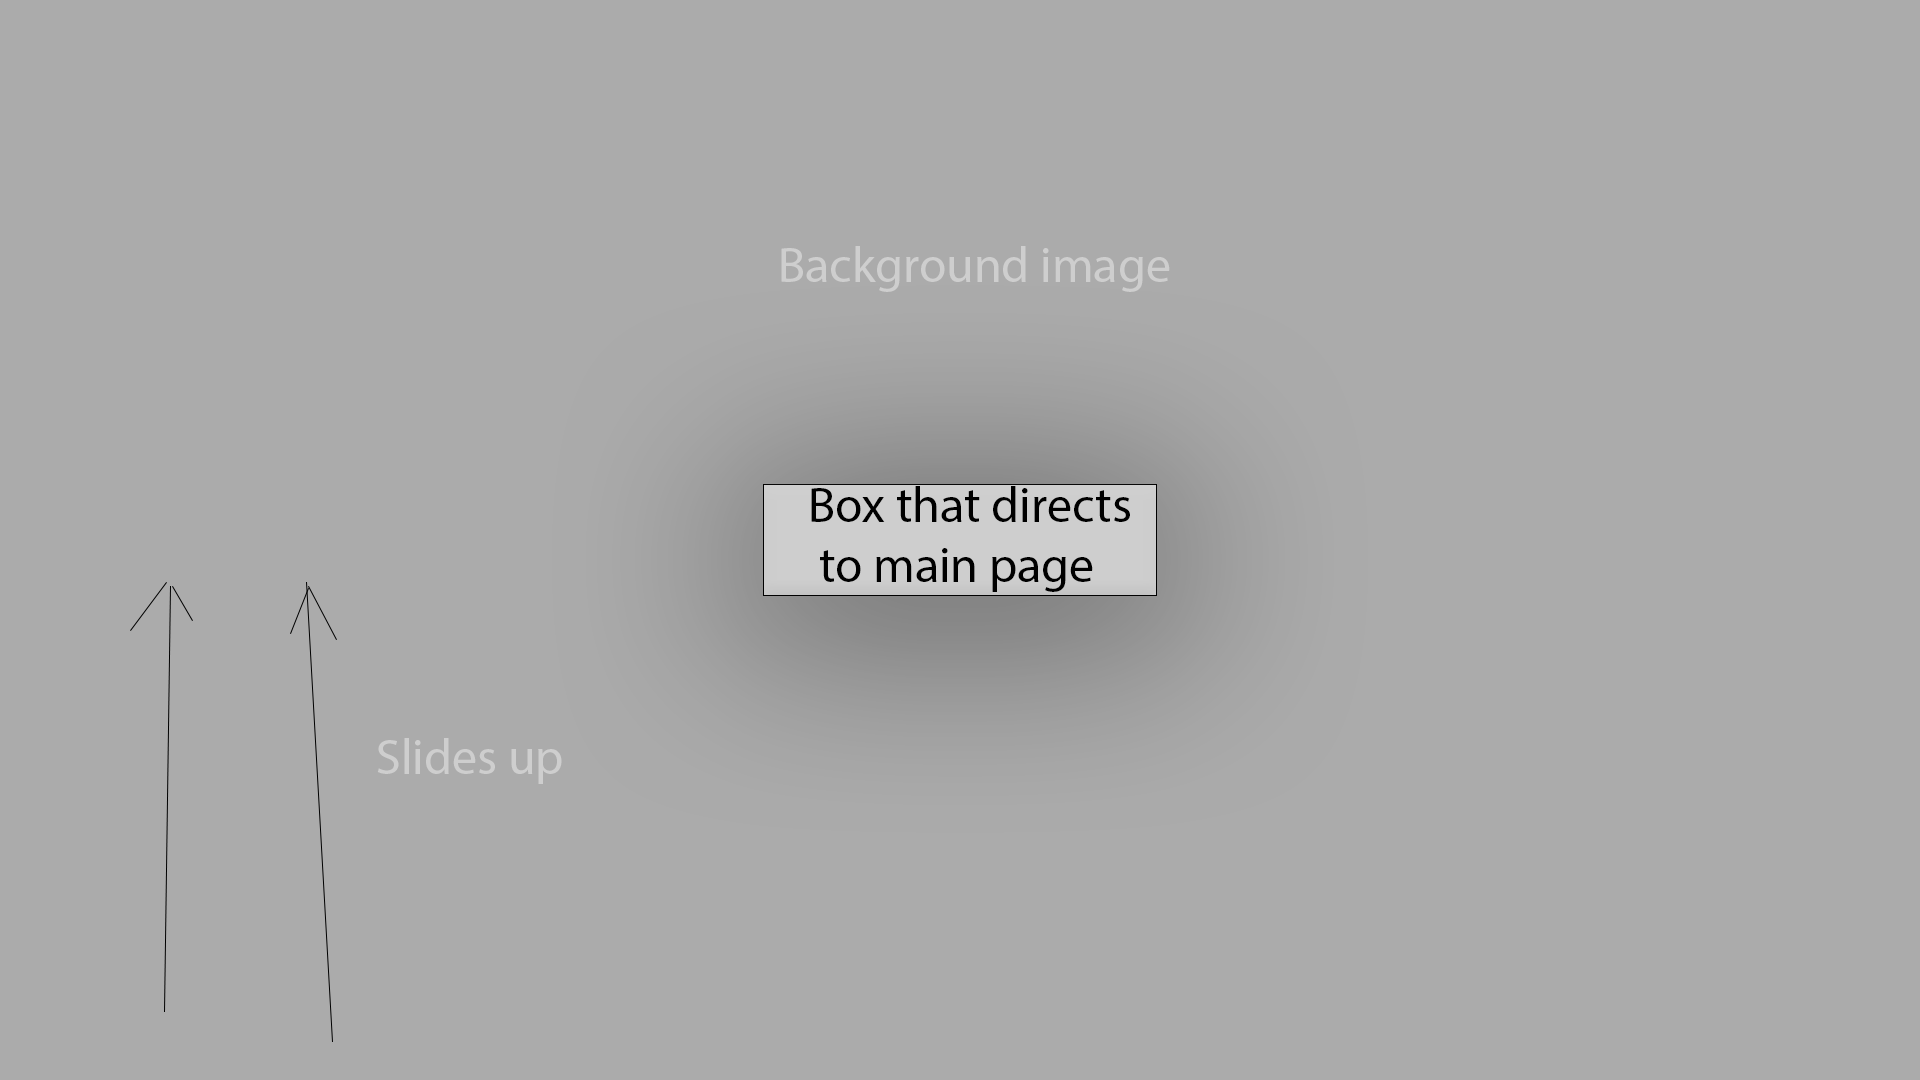 Background image
Box that directs
to main page
Slides up